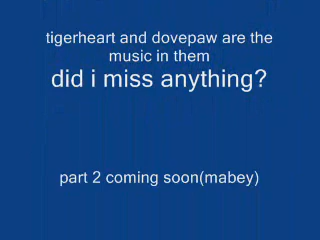 tigerheart and dovepaw are the
music in them
did i miss anything?
part 2 coming soon(mabey)